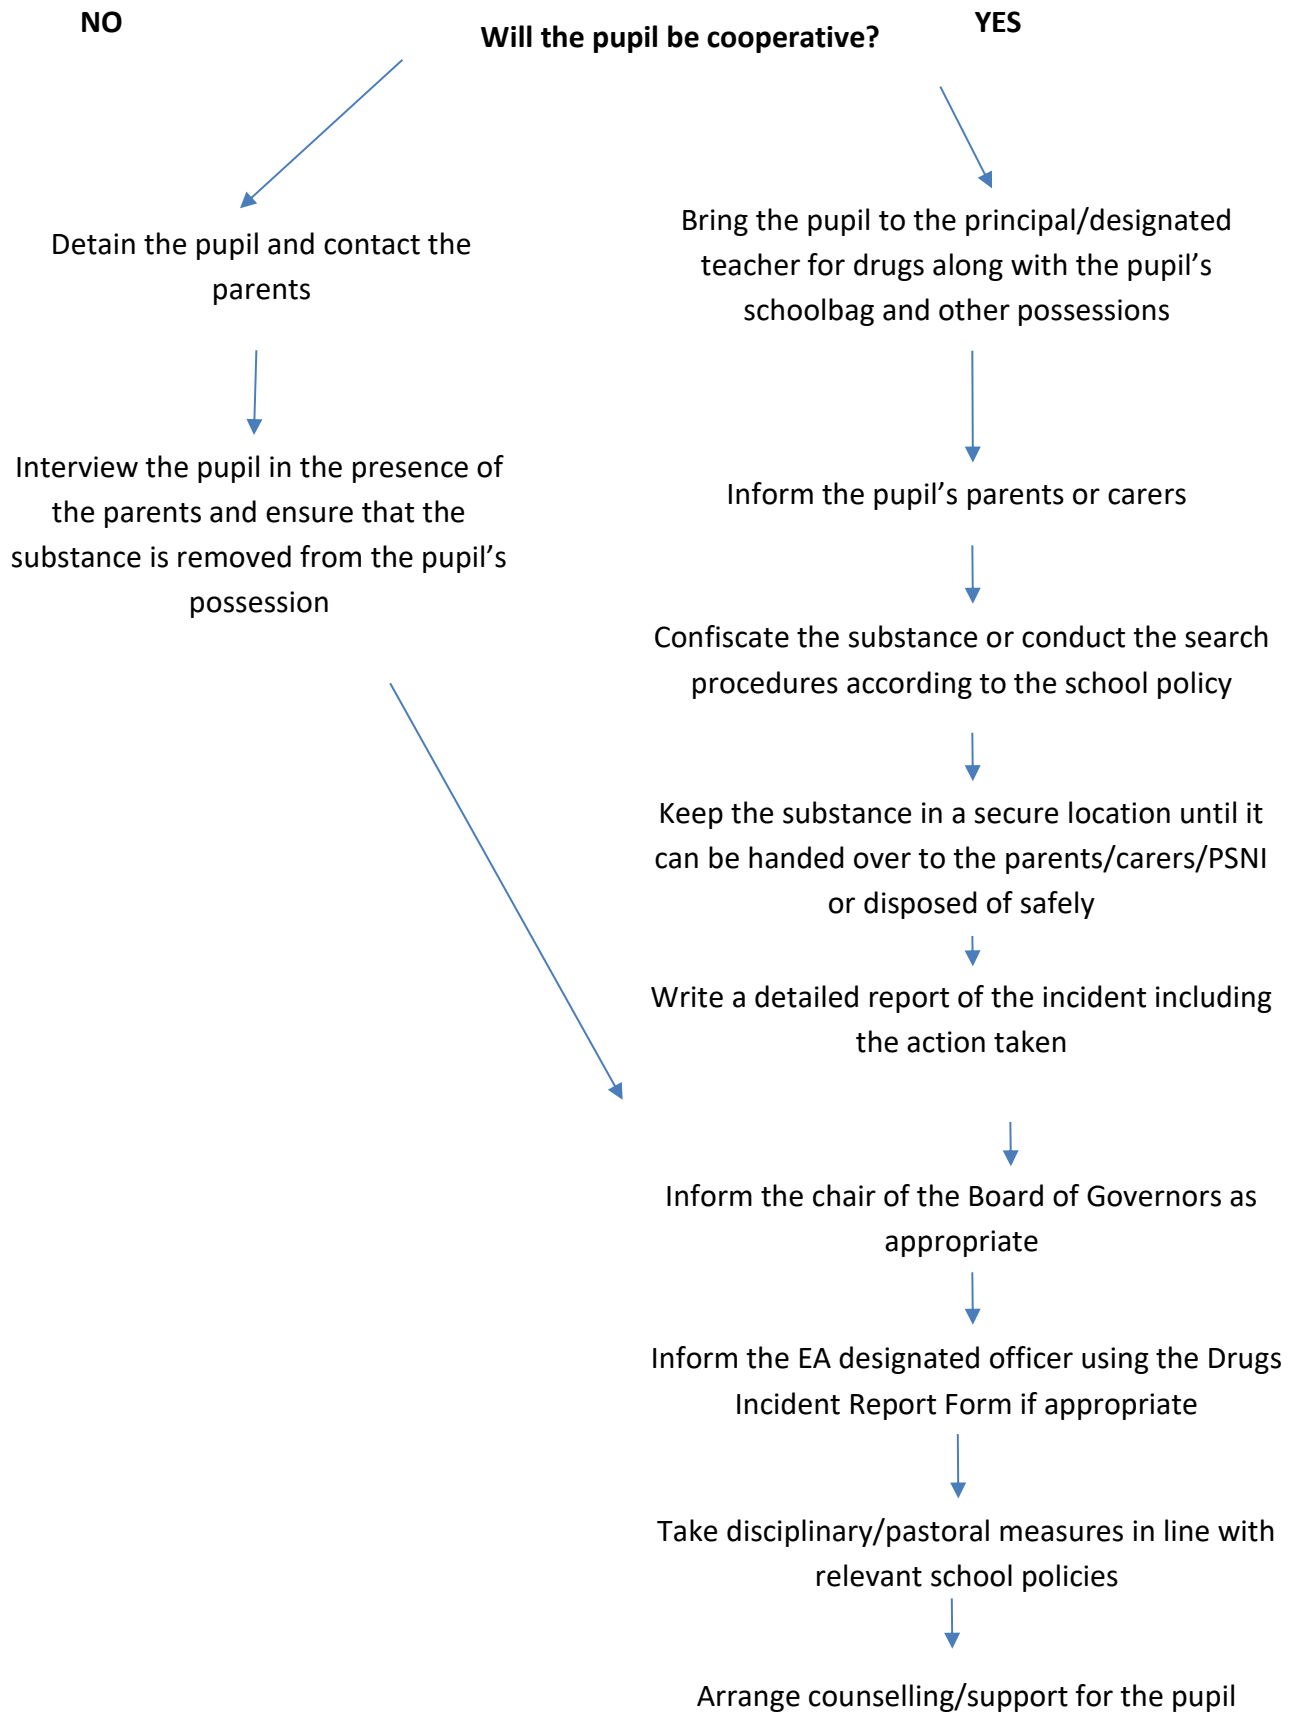 NO
Will the pupil be cooperative?
YES
Detain the pupil and contact the
parents
Interview the pupil in the presence of
the parents and ensure that the
substance is removed from the pupil’s
possession
Bring the pupil to the principal/designated
teacher for drugs along with the pupil’s
schoolbag and other possessions
Inform the pupil’s parents or carers
Confiscate the substance or conduct the search
procedures according to the school policy
Keep the substance in a secure location until it
can be handed over to the parents/carers/PSNI
or disposed of safely
Write a detailed report of the incident including
the action taken
Inform the chair of the Board of Governors as
appropriate
Inform the EA designated officer using the Drugs
Incident Report Form if appropriate
Take disciplinary/pastoral measures in line with
relevant school policies
Arrange counselling/support for the pupil